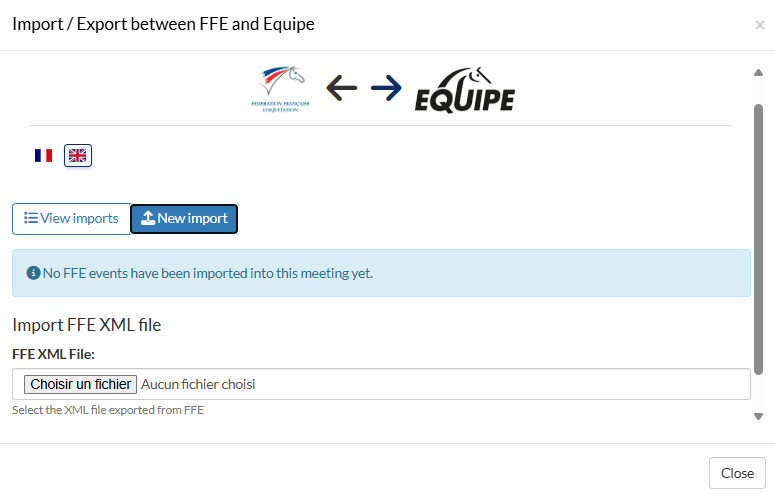 Import / Export between FFE and Equipe
×
FEDERATION FRANÇAISE
D'EQUITATION
EQUIPE
View imports
New import
No FFE events have been imported into this meeting yet.
Import FFE XML file
FFE XML File:
Choisir un fichier Aucun fichier choisi
Select the XML file exported from FFE
Close